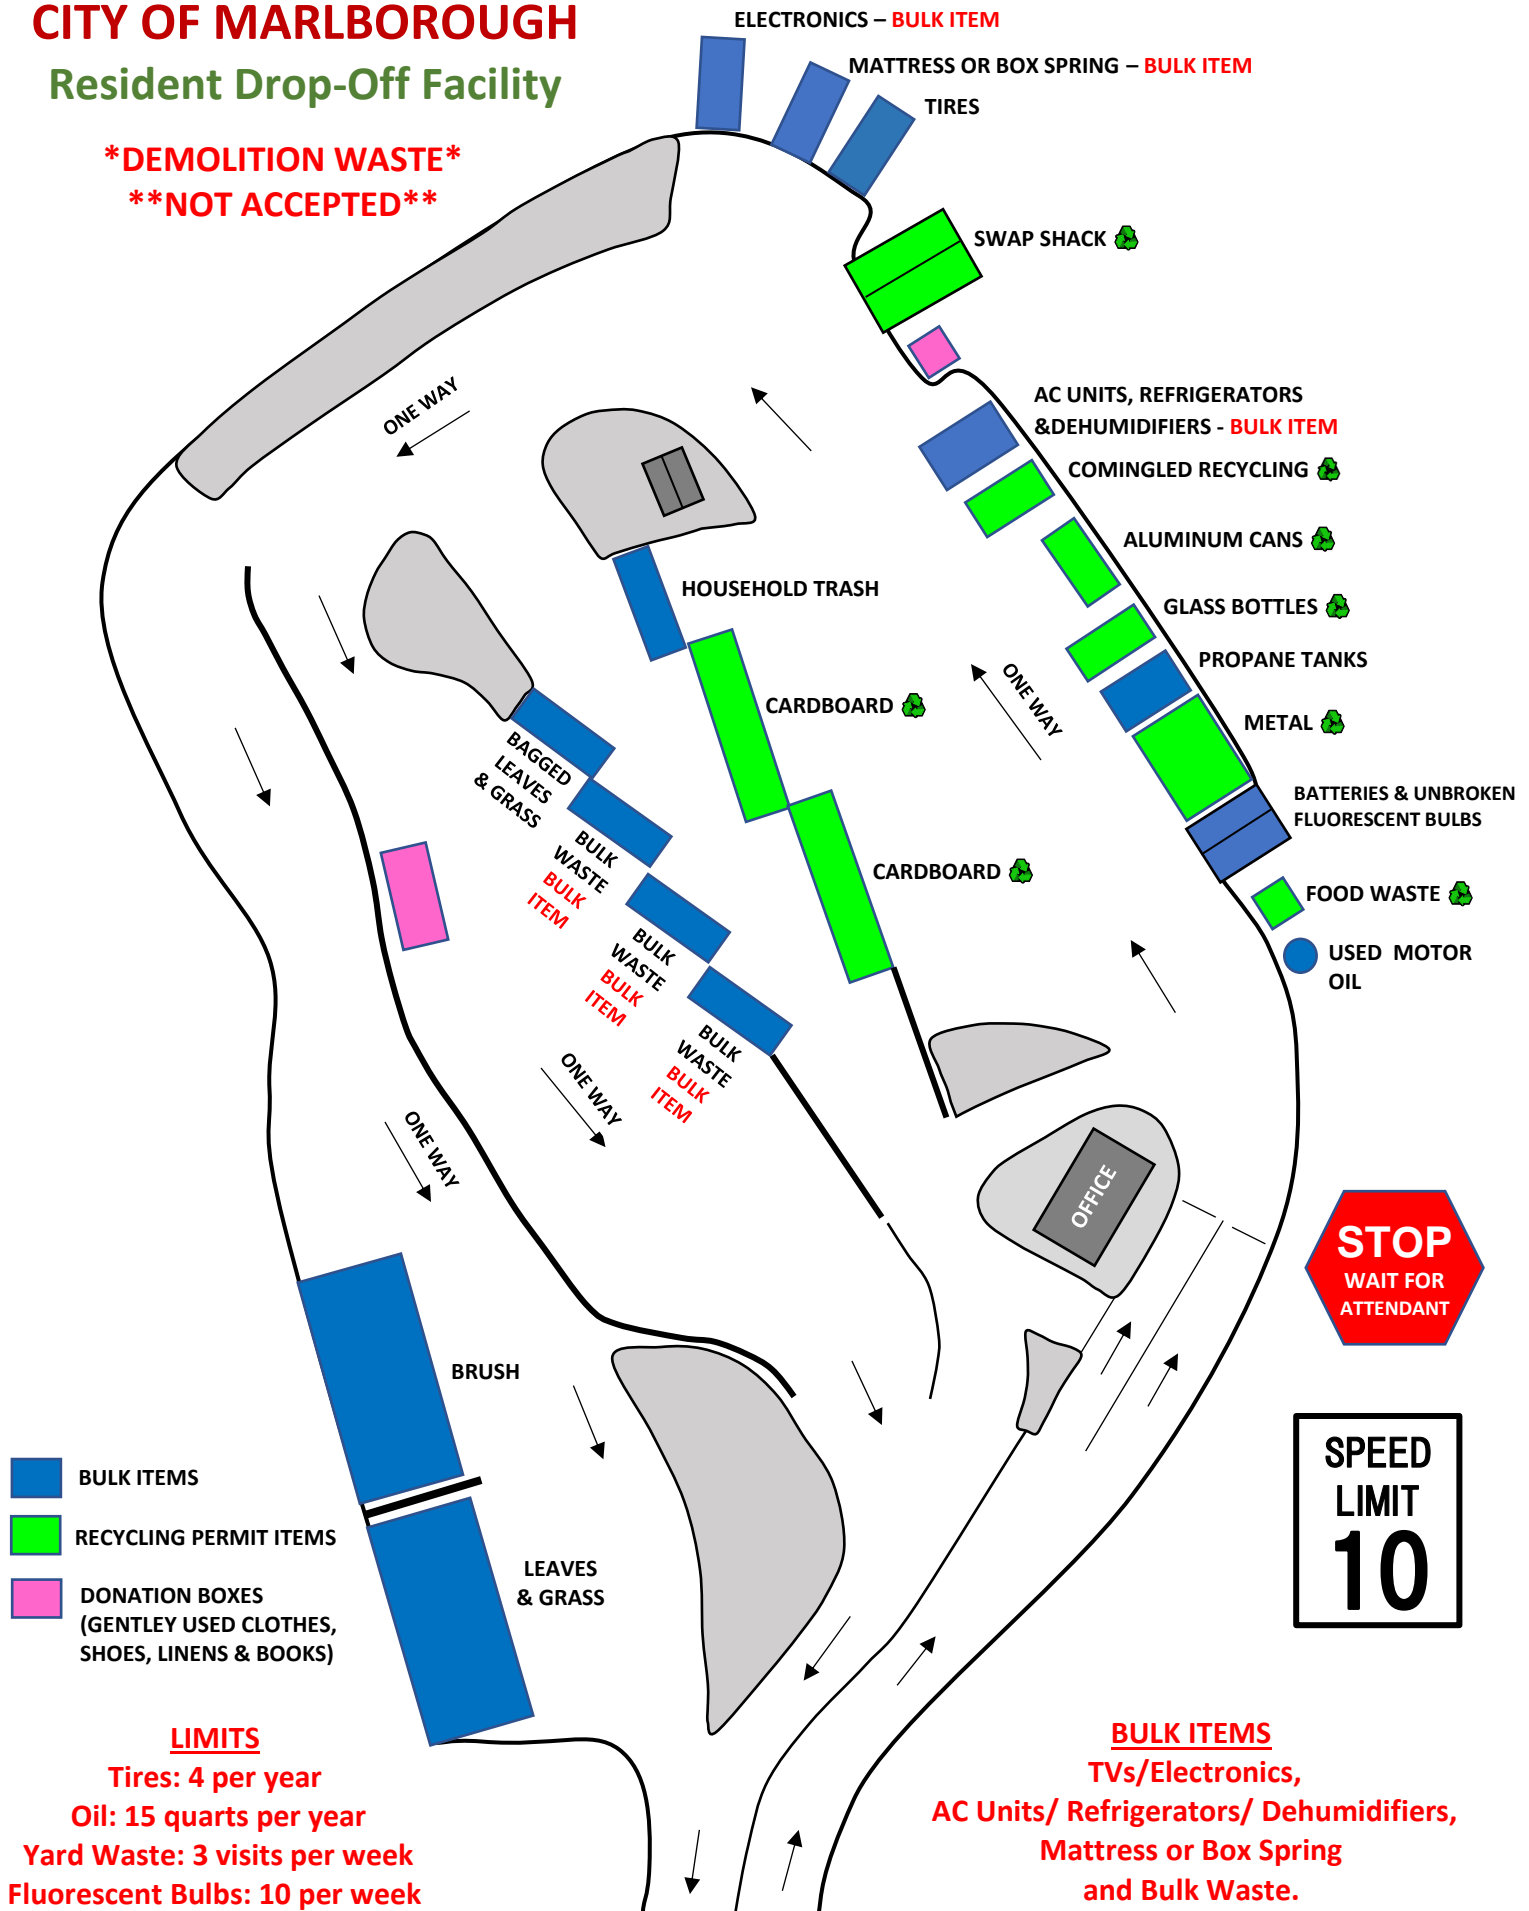 CITY OF MARLBOROUGH
Resident Drop-Off Facility
*DEMOLITION WASTE*
**NOT ACCEPTED**
ELECTRONICS – BULK ITEM
MATTRESS OR BOX SPRING – BULK ITEM
TIRES
SWAP SHACK
AC UNITS, REFRIGERATORS
&DEHUMIDIFIERS - BULK ITEM
COMINGLED RECYCLING
ALUMINUM CANS
GLASS BOTTLES
PROPANE TANKS
METAL
BATTERIES & UNBROKEN
FLUORESCENT BULBS
FOOD WASTE
USED MOTOR
OIL
ONE WAY
ONE WAY
HOUSEHOLD TRASH
CARDBOARD
CARDBOARD
BAGGED
LEAVES
& GRASS
BULK
WASTE
BULK
ITEM
BULK
WASTE
BULK
ITEM
BULK
WASTE
BULK
ITEM
ONE WAY
ONE WAY
OFFICE
STOP
WAIT FOR
ATTENDANT
SPEED
LIMIT
10
BRUSH
LEAVES
& GRASS
BULK ITEMS
RECYCLING PERMIT ITEMS
DONATION BOXES
(GENTLEY USED CLOTHES,
SHOES, LINENS & BOOKS)
LIMITS
Tires: 4 per year
Oil: 15 quarts per year
Yard Waste: 3 visits per week
Fluorescent Bulbs: 10 per week
BULK ITEMS
TVs/Electronics,
AC Units/ Refrigerators/ Dehumidifiers,
Mattress or Box Spring
and Bulk Waste.